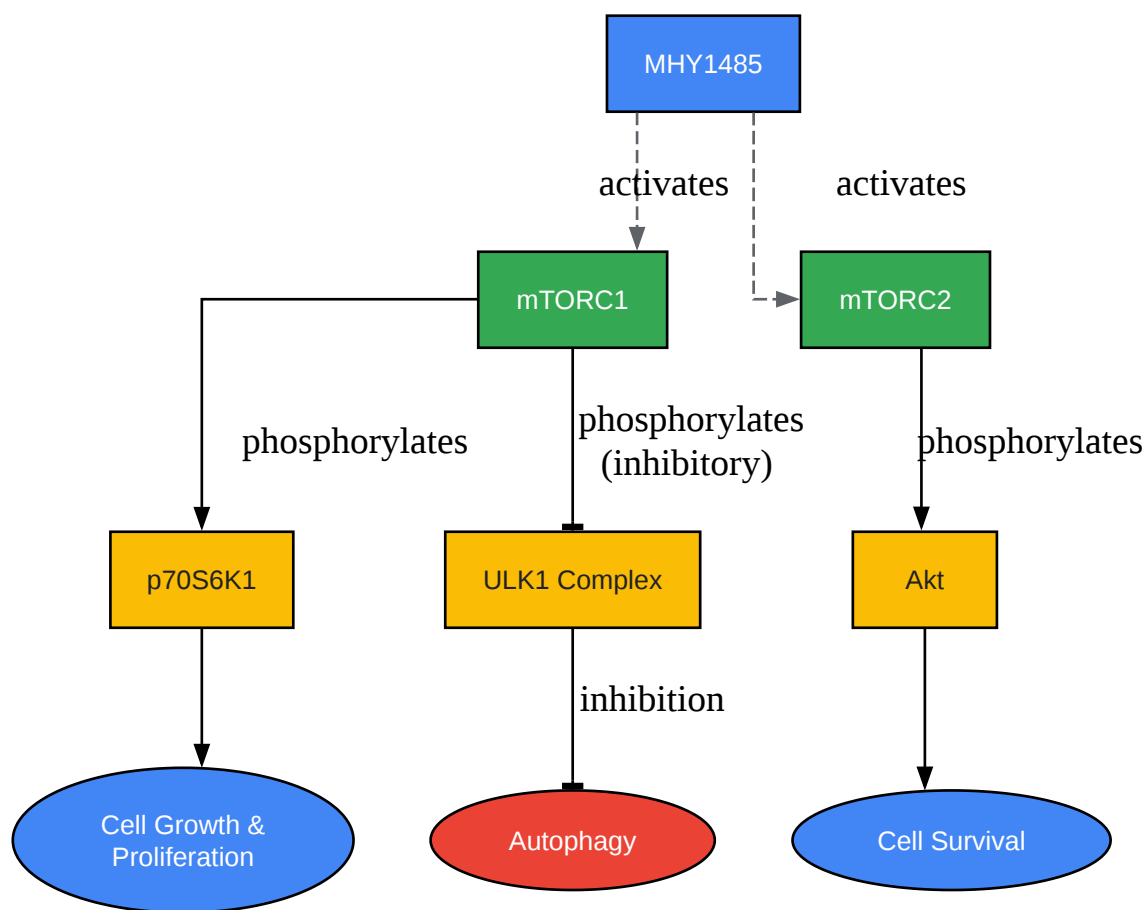 MHY1485
activates
activates
mTORC1
mTORC2
phosphorylates
phosphorylates
(inhibitory)
phosphorylates
p70S6K1
ULK1 Complex
Akt
inhibition
Cell Growth &
Proliferation
Autophagy
Cell Survival